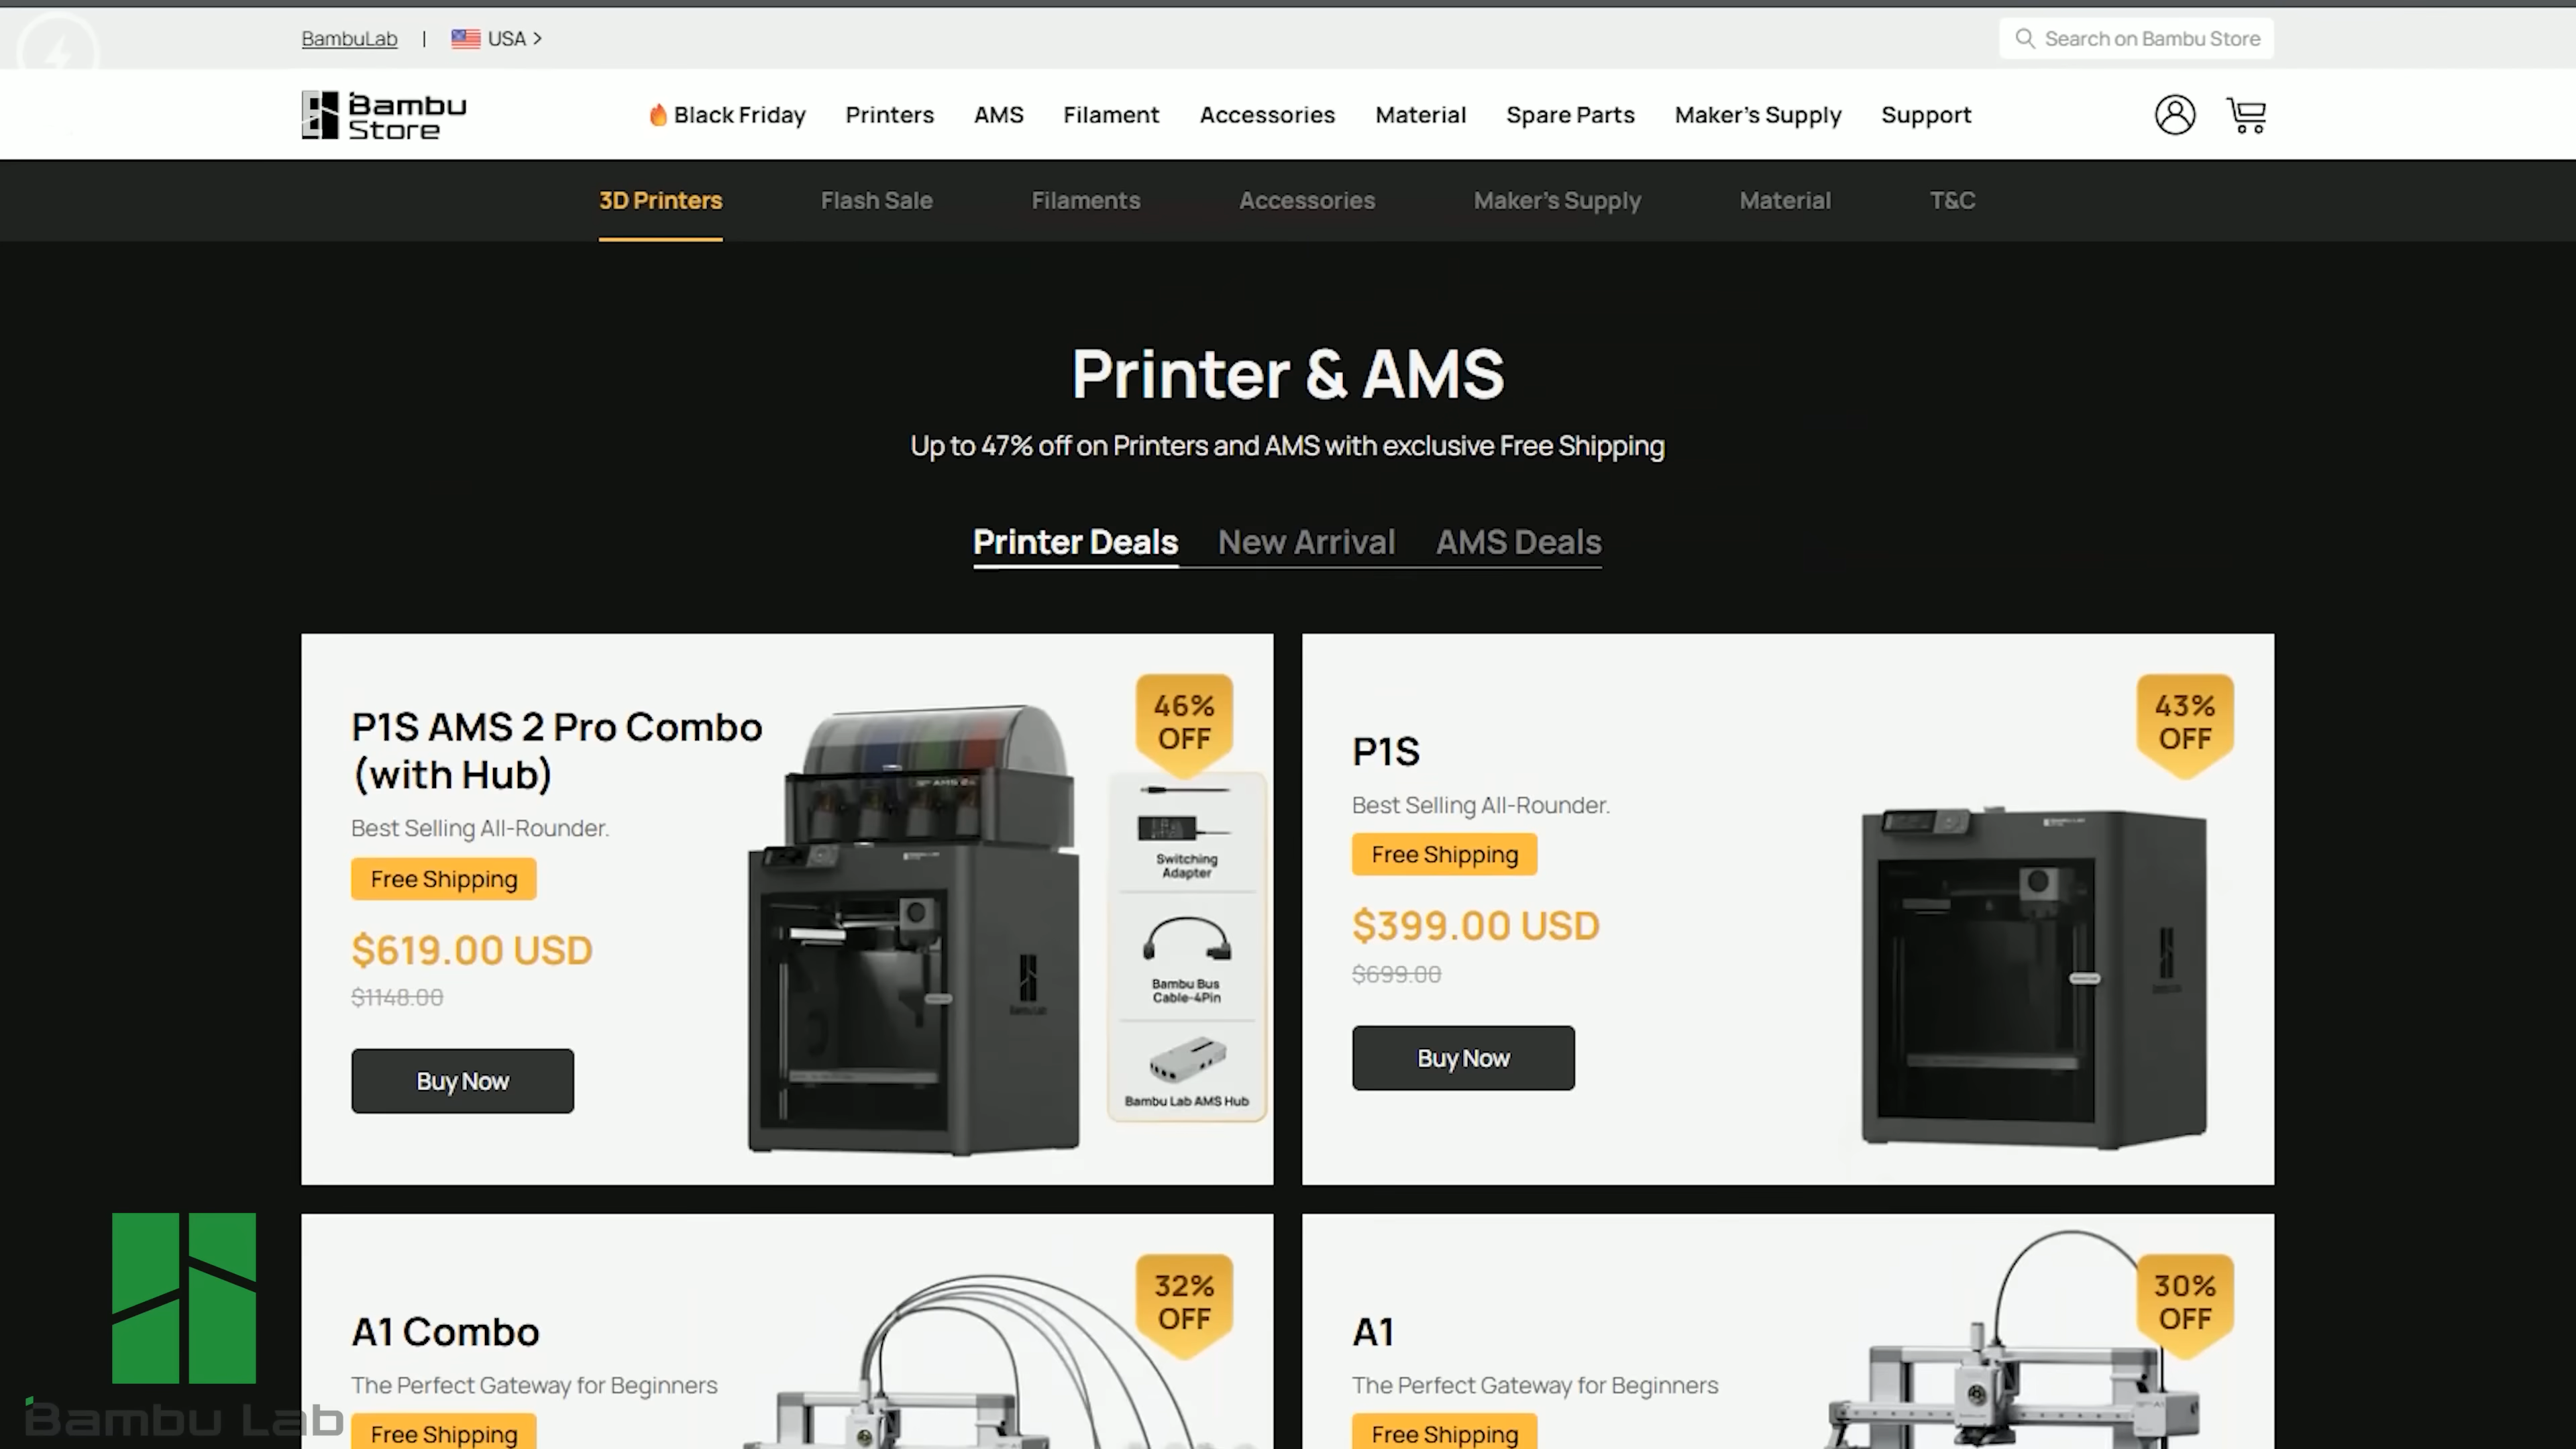 BambuLab | USA >
Search on Bambu Store
Bambu Store
Black Friday Printers AMS Filament Accessories Material Spare Parts Maker's Supply Support
3D Printers Flash Sale Filaments Accessories Maker's Supply Material T&C
Printer & AMS
Up to 47% off on Printers and AMS with exclusive Free Shipping
Printer Deals New Arrival AMS Deals
P1S AMS 2 Pro Combo
(with Hub)
Best Selling All-Rounder.
Free Shipping
$619.00 USD
$1148.00
Buy Now
46%
OFF
Switching
Adapter
Bambu Bus
Cable-4Pin
Bambu Lab AMS Hub
P1S
Best Selling All-Rounder.
Free Shipping
$399.00 USD
$699.00
Buy Now
43%
OFF
A1 Combo
The Perfect Gateway for Beginners
Free Shipping
32%
OFF
A1
The Perfect Gateway for Beginners
Free Shipping
30%
OFF
Bambu Lab